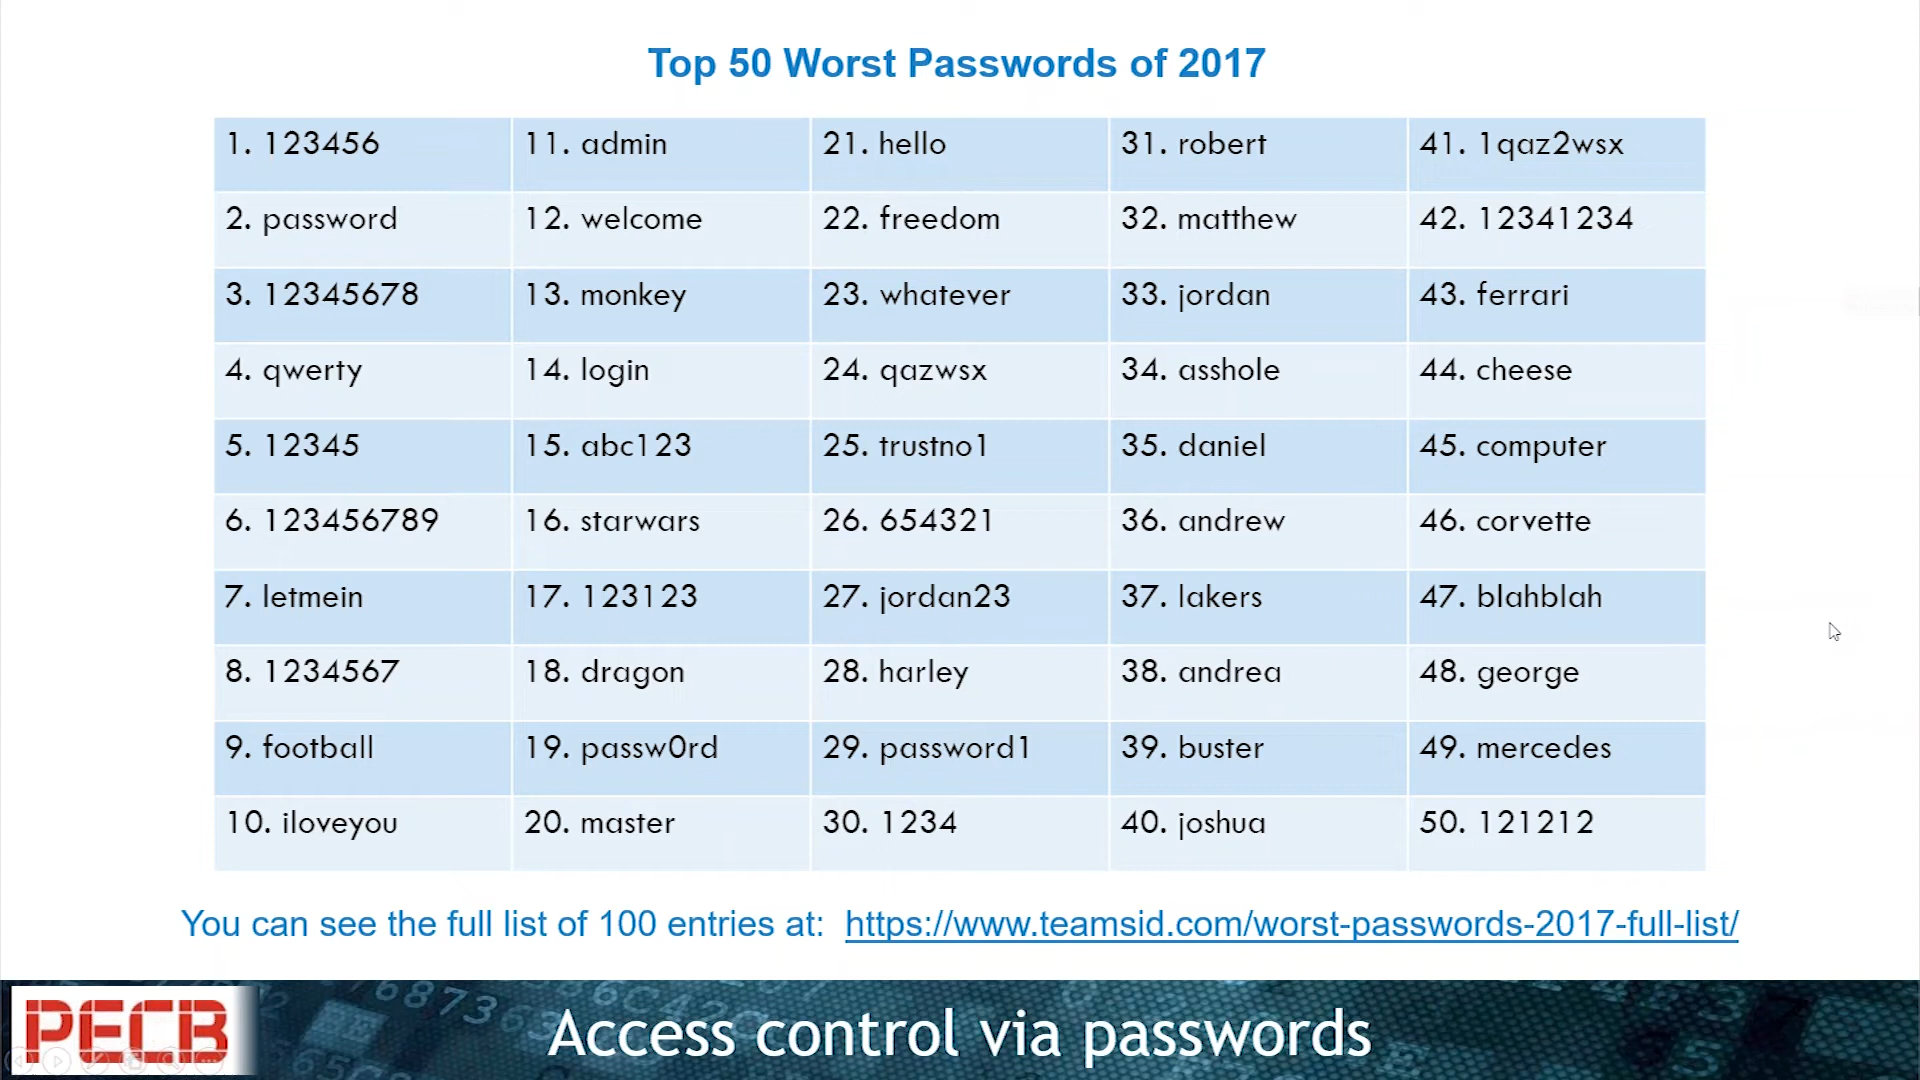 Top 50 Worst Passwords of 2017
1. 123456 11. admin 21. hello 31. robert 41. 1qaz2wsx
2. password 12. welcome 22. freedom 32. matthew 42. 12341234
3. 12345678 13. monkey 23. whatever 33. jordan 43. ferrari
4. qwerty 14. login 24. qazwsx 34. asshole 44. cheese
5. 12345 15. abc123 25. trustno1 35. daniel 45. computer
6. 123456789 16. starwars 26. 654321 36. andrew 46. corvette
7. letmein 17. 123123 27. jordan23 37. lakers 47. blahblah
8. 1234567 18. dragon 28. harley 38. andrea 48. george
9. football 19. passw0rd 29. password1 39. buster 49. mercedes
10. iloveyou 20. master 30. 1234 40. joshua 50. 121212
You can see the full list of 100 entries at: https://www.teamsid.com/worst-passwords-2017-full-list/
PECB
Access control via passwords